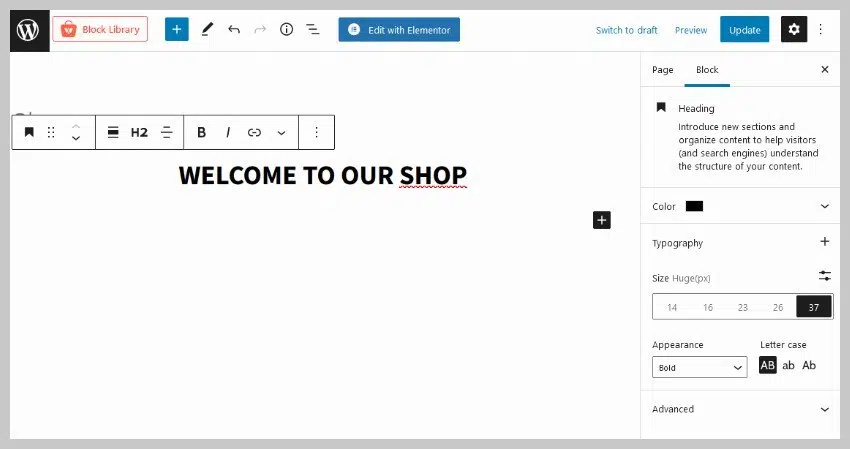 Block Library
Edit with Elementor
Switch to draft
Preview
Update
Page
Block
Heading
Introduce new sections and
organize content to help visitors
(and search engines) understand
the structure of your content.
H2
B
I
WELCOME TO OUR SHOP
Color
Typography
Size Huge(px)
14 16 23 26 37
Appearance
Letter case
Bold
AB ab Ab
Advanced